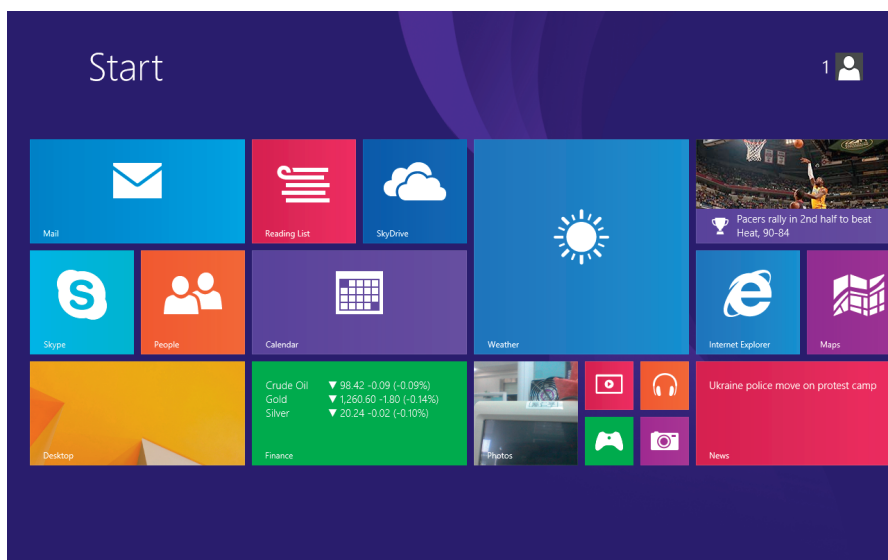 Start
1
Mail
Reading List
SkyDrive
Weather
Pacers rally in 2nd half to beat
Heat, 90-84
Skype
People
Calendar
Internet Explorer
Maps
Desktop
Crude Oil ▼ 98.42 -0.09 (-0.09%)
Gold ▼ 1,260.60 -1.80 (-0.14%)
Silver ▼ 20.24 -0.02 (-0.10%)
Finance
Photos
Ukraine police move on protest camp
News